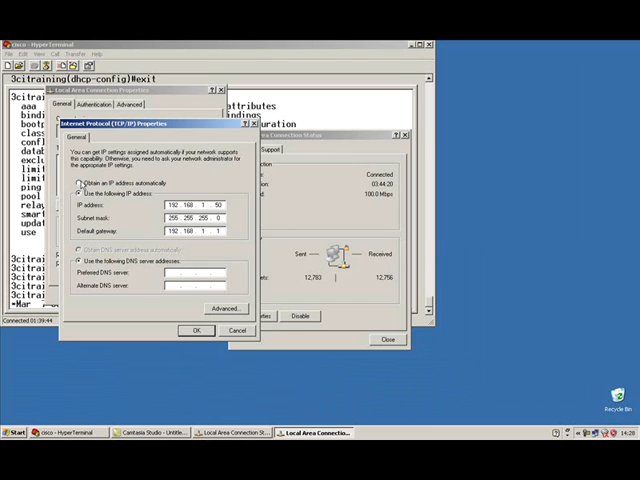 cisco - HyperTerminal
File Edit View Call Transfer Help
3citraining(dhcp-config)#exit
Local Area Connection Properties
General Authentication Advanced
Internet Protocol (TCP/IP) Properties
General
You can get IP settings assigned automatically if your network supports
this capability. Otherwise, you need to ask your network administrator for
the appropriate IP settings.
Obtain an IP address automatically
Use the following IP address:
IP address: 192 . 168 . 1 . 50
Subnet mask: 255 . 255 . 255 . 0
Default gateway: 192 . 168 . 1 . 1
Obtain DNS server address automatically
Use the following DNS server addresses:
Preferred DNS server:
Alternate DNS server:
Advanced...
OK Cancel
3citrai
aaa
bindi
bootp
class
confl
datab
exclu
limit
limit
ping
pool
relay
smart
updat
use
3citrai
3citrai
3citrai
3citrai
*Mar
Connected 01:39:44
attributes
bindings
uration
a Connection Status
Support
Connected
03:44:20
100.0 Mbps
Sent Received
12,783 12,756
Disable
Close
Recycle Bin
Start
cisco - HyperTerminal
Camtasia Studio - Untitle...
Local Area Connection St...
Local Area Connectio...
14:28